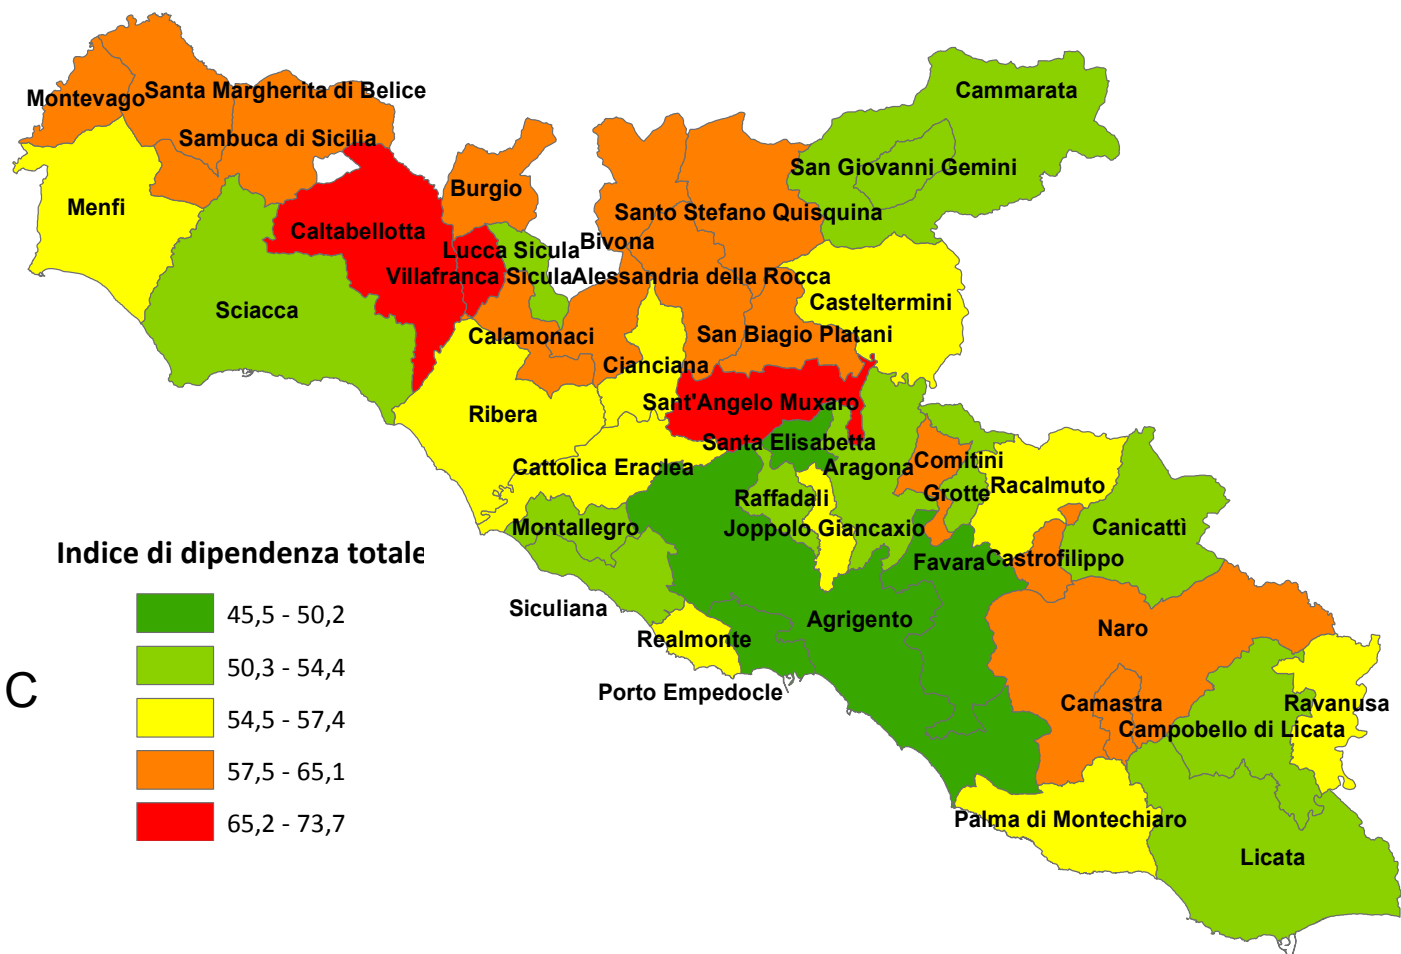 Cammarata
Santa Margherita di Belice
Montevago
Sambuca di Sicilia
San Giovanni Gemini
Burgio
Menfi
Santo Stefano Quisquina
Caltabellotta
Bivona
Lucca Sicula
Villafranca Sicula
Alessandria della Rocca
Casteltermini
Sciacca
Calamonaci
San Biagio Platani
Cianciana
Sant'Angelo Muxaro
Ribera
Santa Elisabetta
Comitini
Cattolica Eraclea
Aragona
Racalmuto
Grotte
Raffadali
Montallegro
Joppolo Giancaxio
Canicattì
Indice di dipendenza totale
Favara
Castrofilippo
Siculiana
45,5 - 50,2
Agrigento
Naro
Realmonte
50,3 - 54,4
C
Porto Empedocle
Camastra
Ravanusa
54,5 - 57,4
Campobello di Licata
57,5 - 65,1
Palma di Montechiaro
65,2 - 73,7
Licata